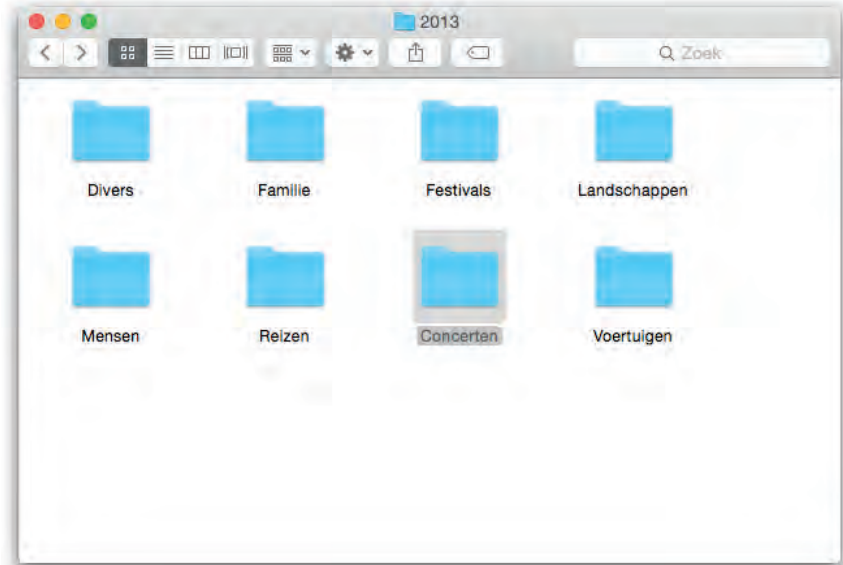 2013
Zoek
Divers Familie Festivals Landschappen
Mensen Reizen Concerten Voertuigen